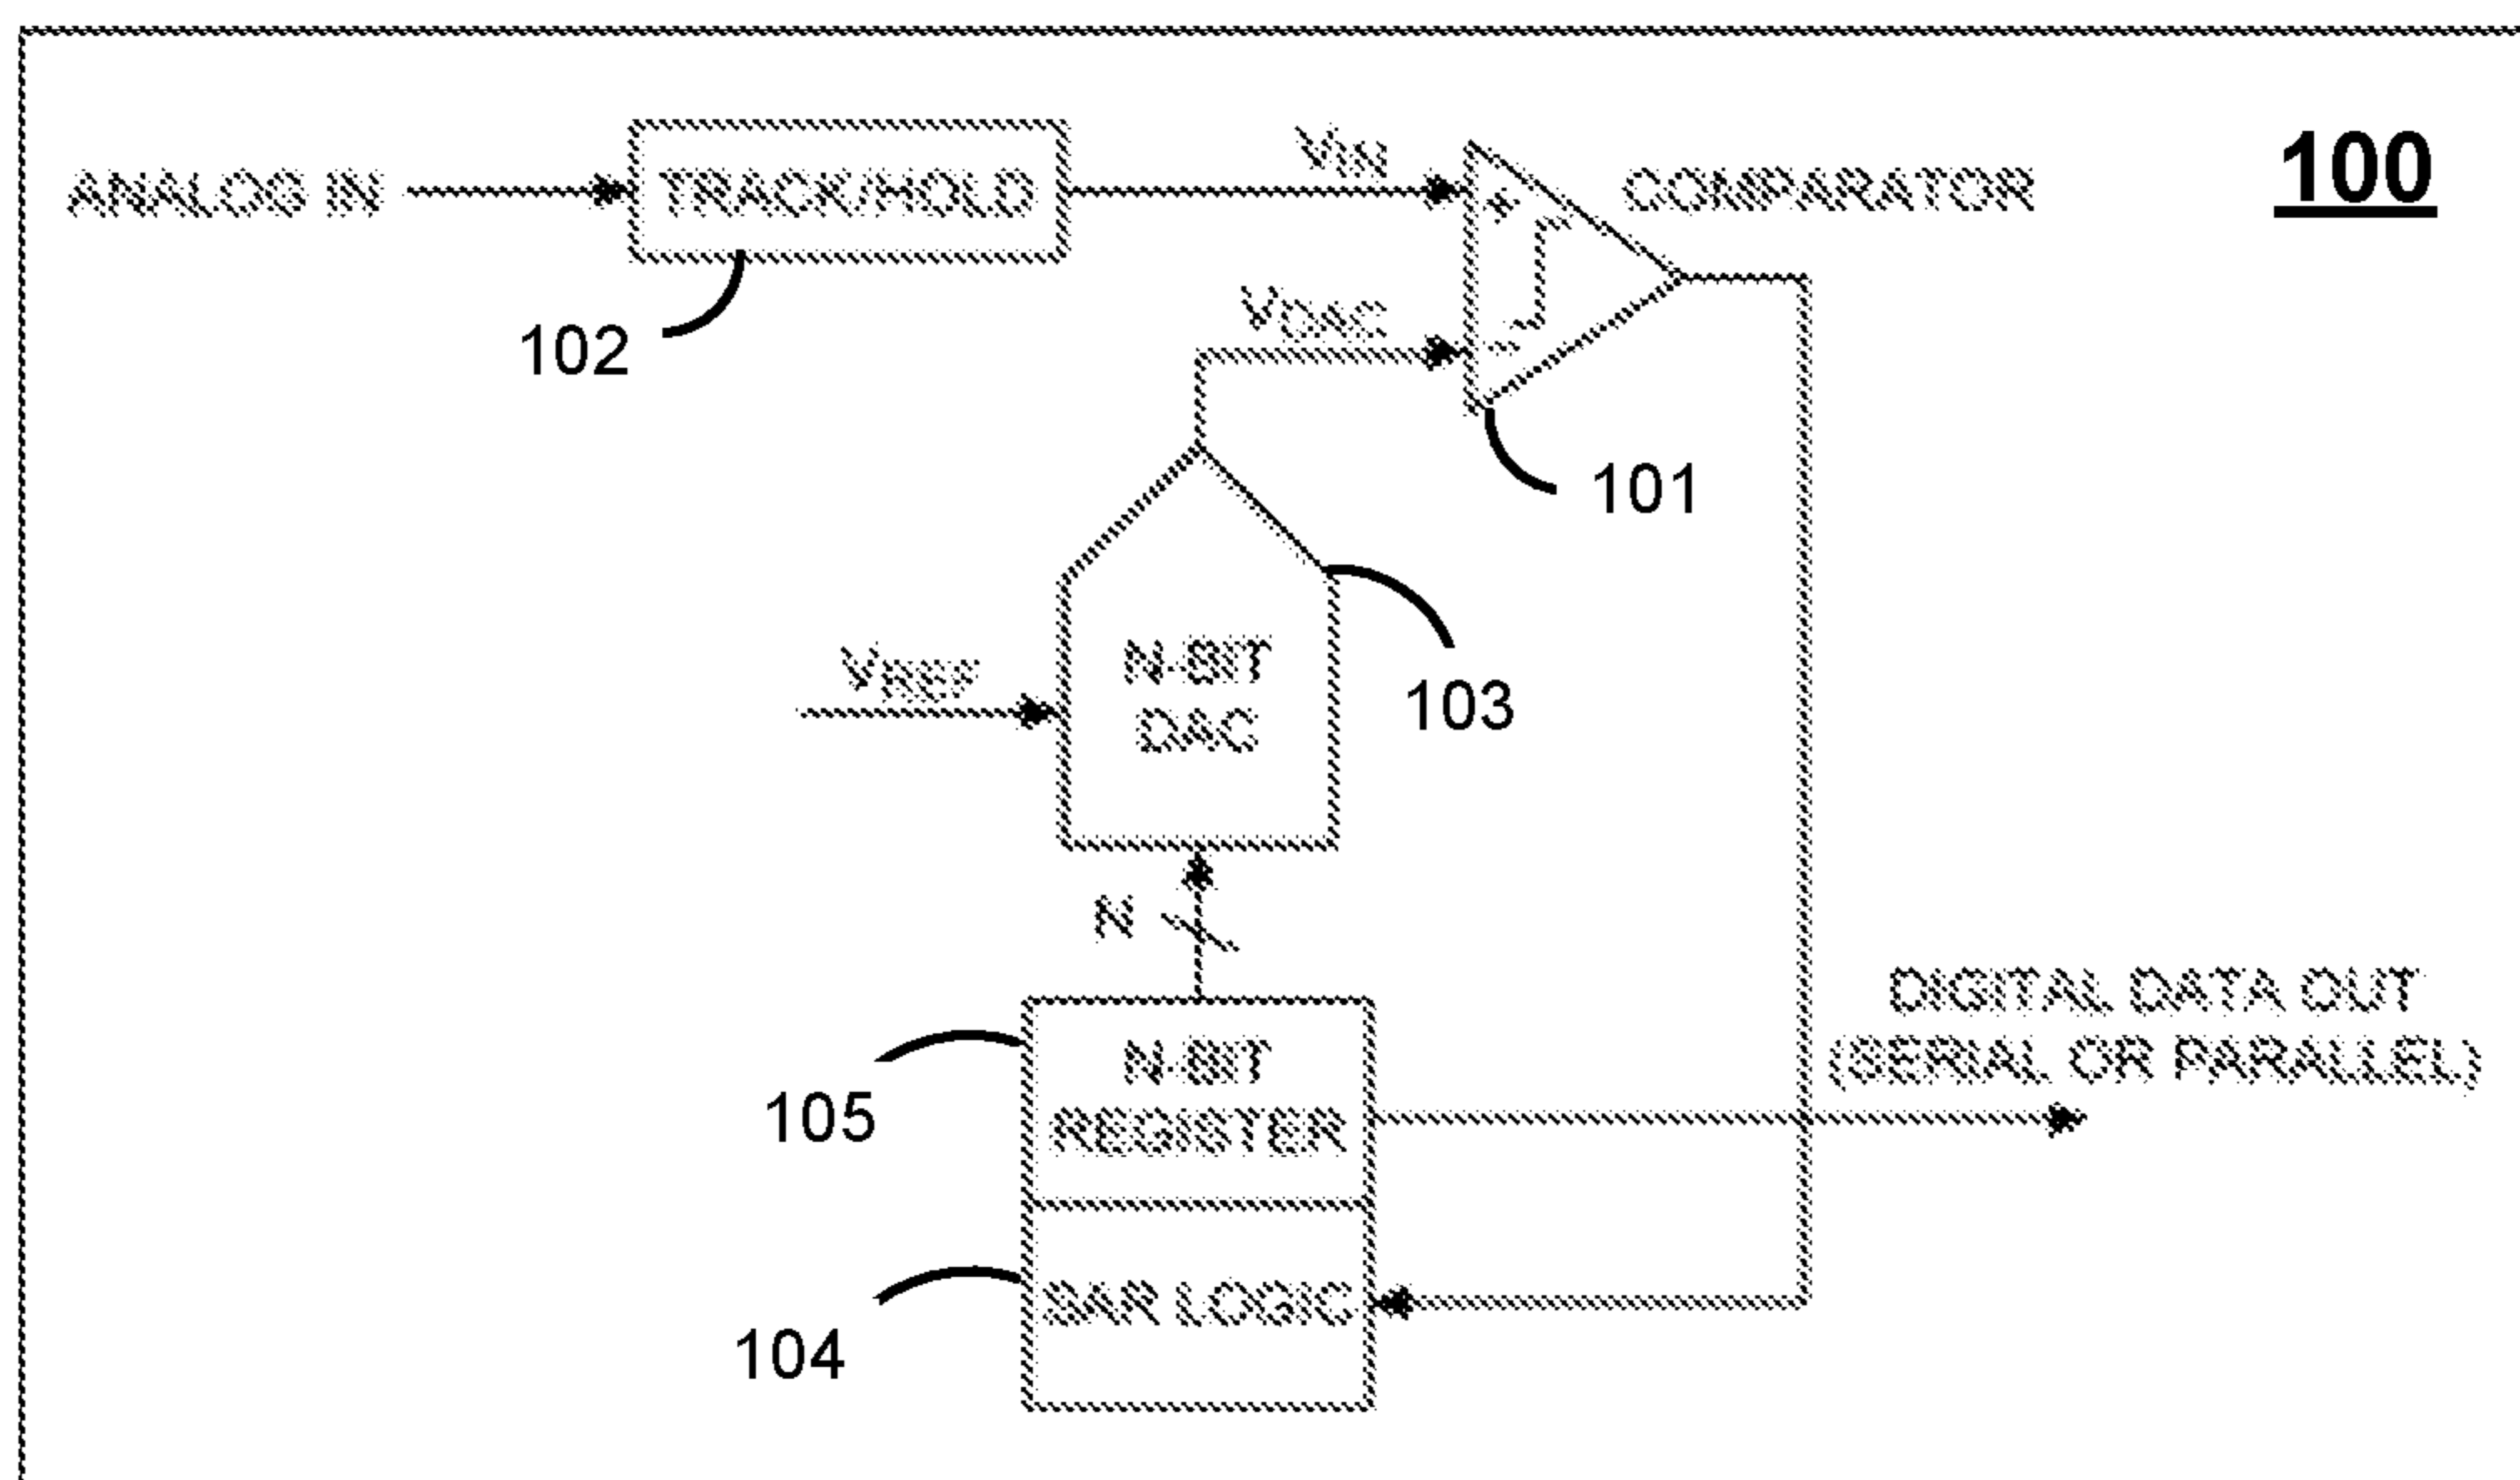 100
ANALOG IN
TRACK/HOLD
VIN
+
COMPARATOR
102
VDAC
-
101
VREF
N-BIT
DAC
103
N
DIGITAL DATA OUT
(SERIAL OR PARALLEL)
105
N-BIT
REGISTER
104
SAR LOGIC